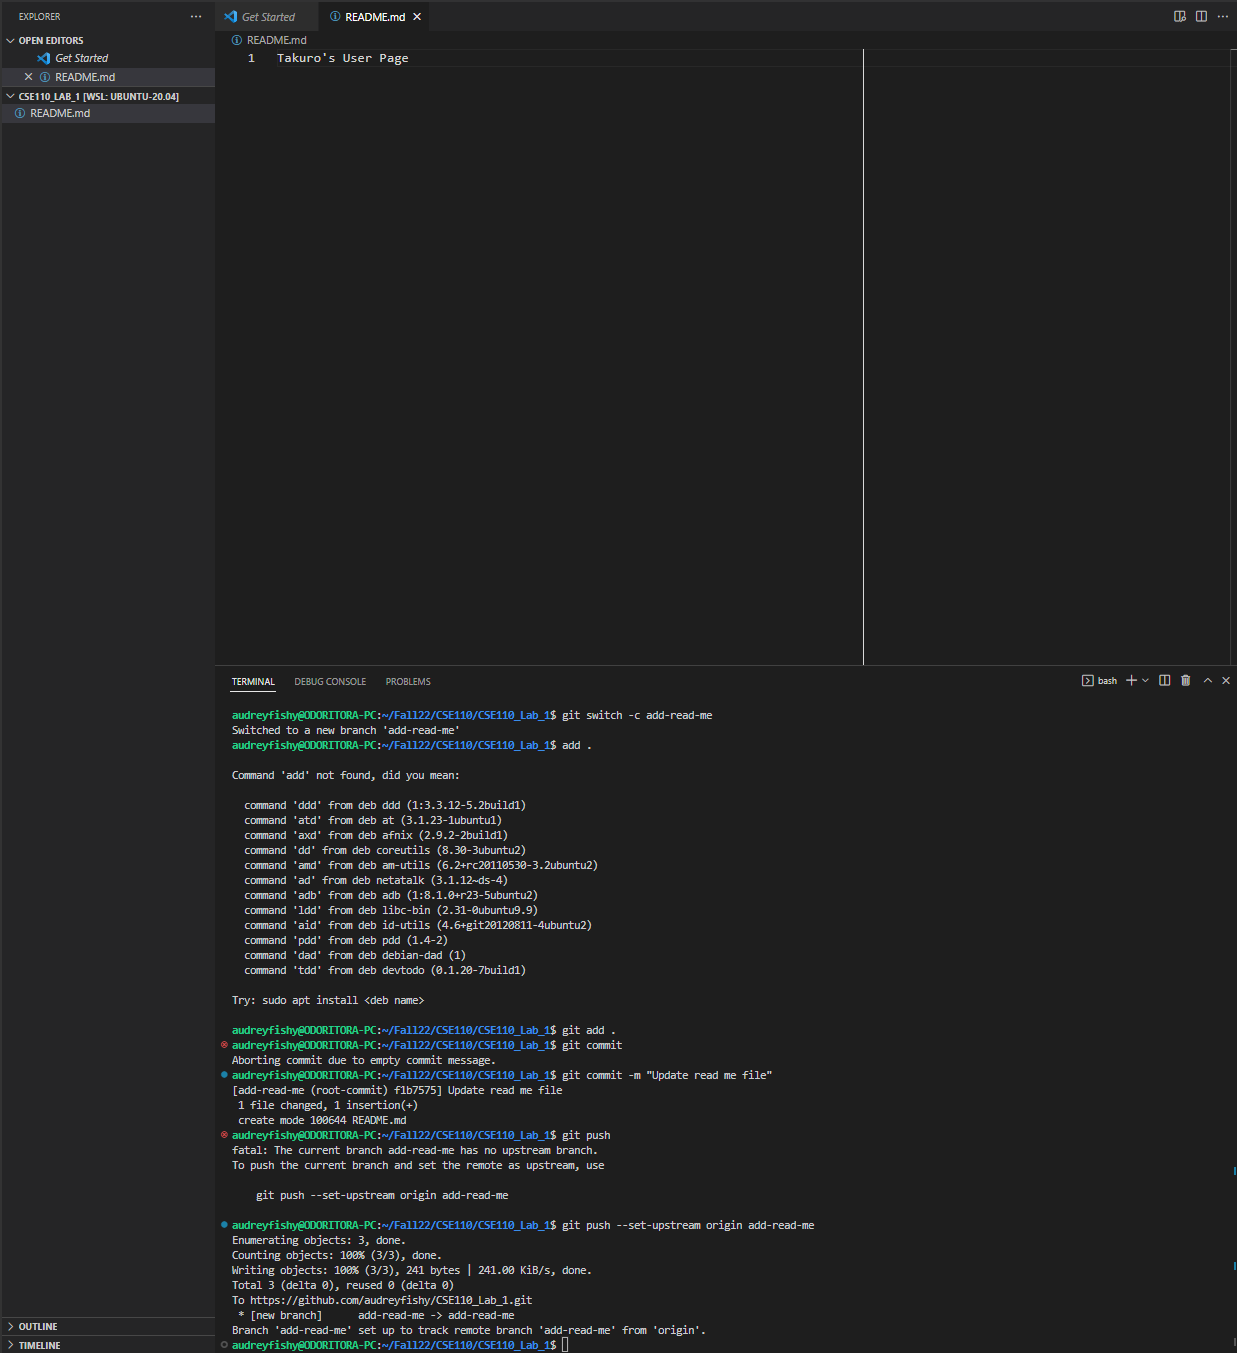 EXPLORER
Get Started
README.md
OPEN EDITORS
Get Started
README.md
CSE110_LAB_1 [WSL: UBUNTU-20.04]
README.md
README.md
1 Takuro's User Page
TERMINAL DEBUG CONSOLE PROBLEMS
bash
audreyfishy@ODORITORA-PC:~/Fall22/CSE110/CSE110_Lab_1$ git switch -c add-read-me
Switched to a new branch 'add-read-me'
audreyfishy@ODORITORA-PC:~/Fall22/CSE110/CSE110_Lab_1$ add .
Command 'add' not found, did you mean:
command 'ddd' from deb ddd (1:3.3.12-5.2build1)
command 'atd' from deb at (3.1.23-1ubuntu1)
command 'axd' from deb afnix (2.9.2-2build1)
command 'dd' from deb coreutils (8.30-3ubuntu2)
command 'amd' from deb am-utils (6.2+rc20110530-3.2ubuntu2)
command 'ad' from deb netatalk (3.1.12~ds-4)
command 'adb' from deb adb (1:8.1.0+r23-5ubuntu2)
command 'ldd' from deb libc-bin (2.31-0ubuntu9.9)
command 'aid' from deb id-utils (4.6+git20120811-4ubuntu2)
command 'pdd' from deb pdd (1.4-2)
command 'dad' from deb debian-dad (1)
command 'tdd' from deb devtodo (0.1.20-7build1)
Try: sudo apt install <deb name>
audreyfishy@ODORITORA-PC:~/Fall22/CSE110/CSE110_Lab_1$ git add .
audreyfishy@ODORITORA-PC:~/Fall22/CSE110/CSE110_Lab_1$ git commit
Aborting commit due to empty commit message.
audreyfishy@ODORITORA-PC:~/Fall22/CSE110/CSE110_Lab_1$ git commit -m "Update read me file"
[add-read-me (root-commit) f1b7575] Update read me file
1 file changed, 1 insertion(+)
create mode 100644 README.md
audreyfishy@ODORITORA-PC:~/Fall22/CSE110/CSE110_Lab_1$ git push
fatal: The current branch add-read-me has no upstream branch.
To push the current branch and set the remote as upstream, use
git push --set-upstream origin add-read-me
audreyfishy@ODORITORA-PC:~/Fall22/CSE110/CSE110_Lab_1$ git push --set-upstream origin add-read-me
Enumerating objects: 3, done.
Counting objects: 100% (3/3), done.
Writing objects: 100% (3/3), 241 bytes | 241.00 KiB/s, done.
Total 3 (delta 0), reused 0 (delta 0)
To https://github.com/audreyfishy/CSE110_Lab_1.git
* [new branch] add-read-me -> add-read-me
Branch 'add-read-me' set up to track remote branch 'add-read-me' from 'origin'.
audreyfishy@ODORITORA-PC:~/Fall22/CSE110/CSE110_Lab_1$
OUTLINE
TIMELINE